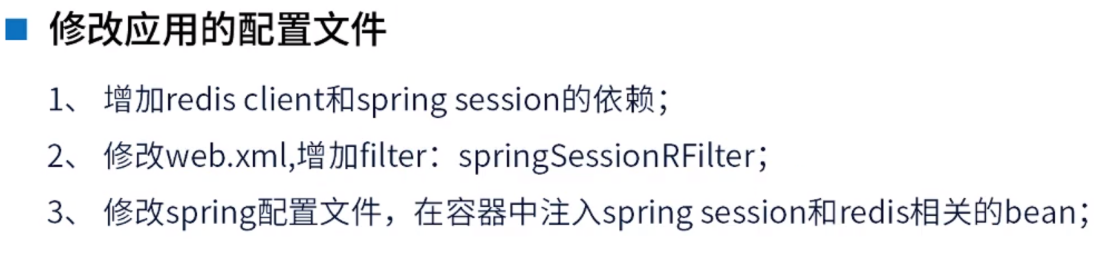 修改应用的配置文件
1、 增加redis client和spring session的依赖；
2、 修改web.xml,增加filter：springSessionRFilter；
3、 修改spring配置文件，在容器中注入spring session和redis相关的bean；